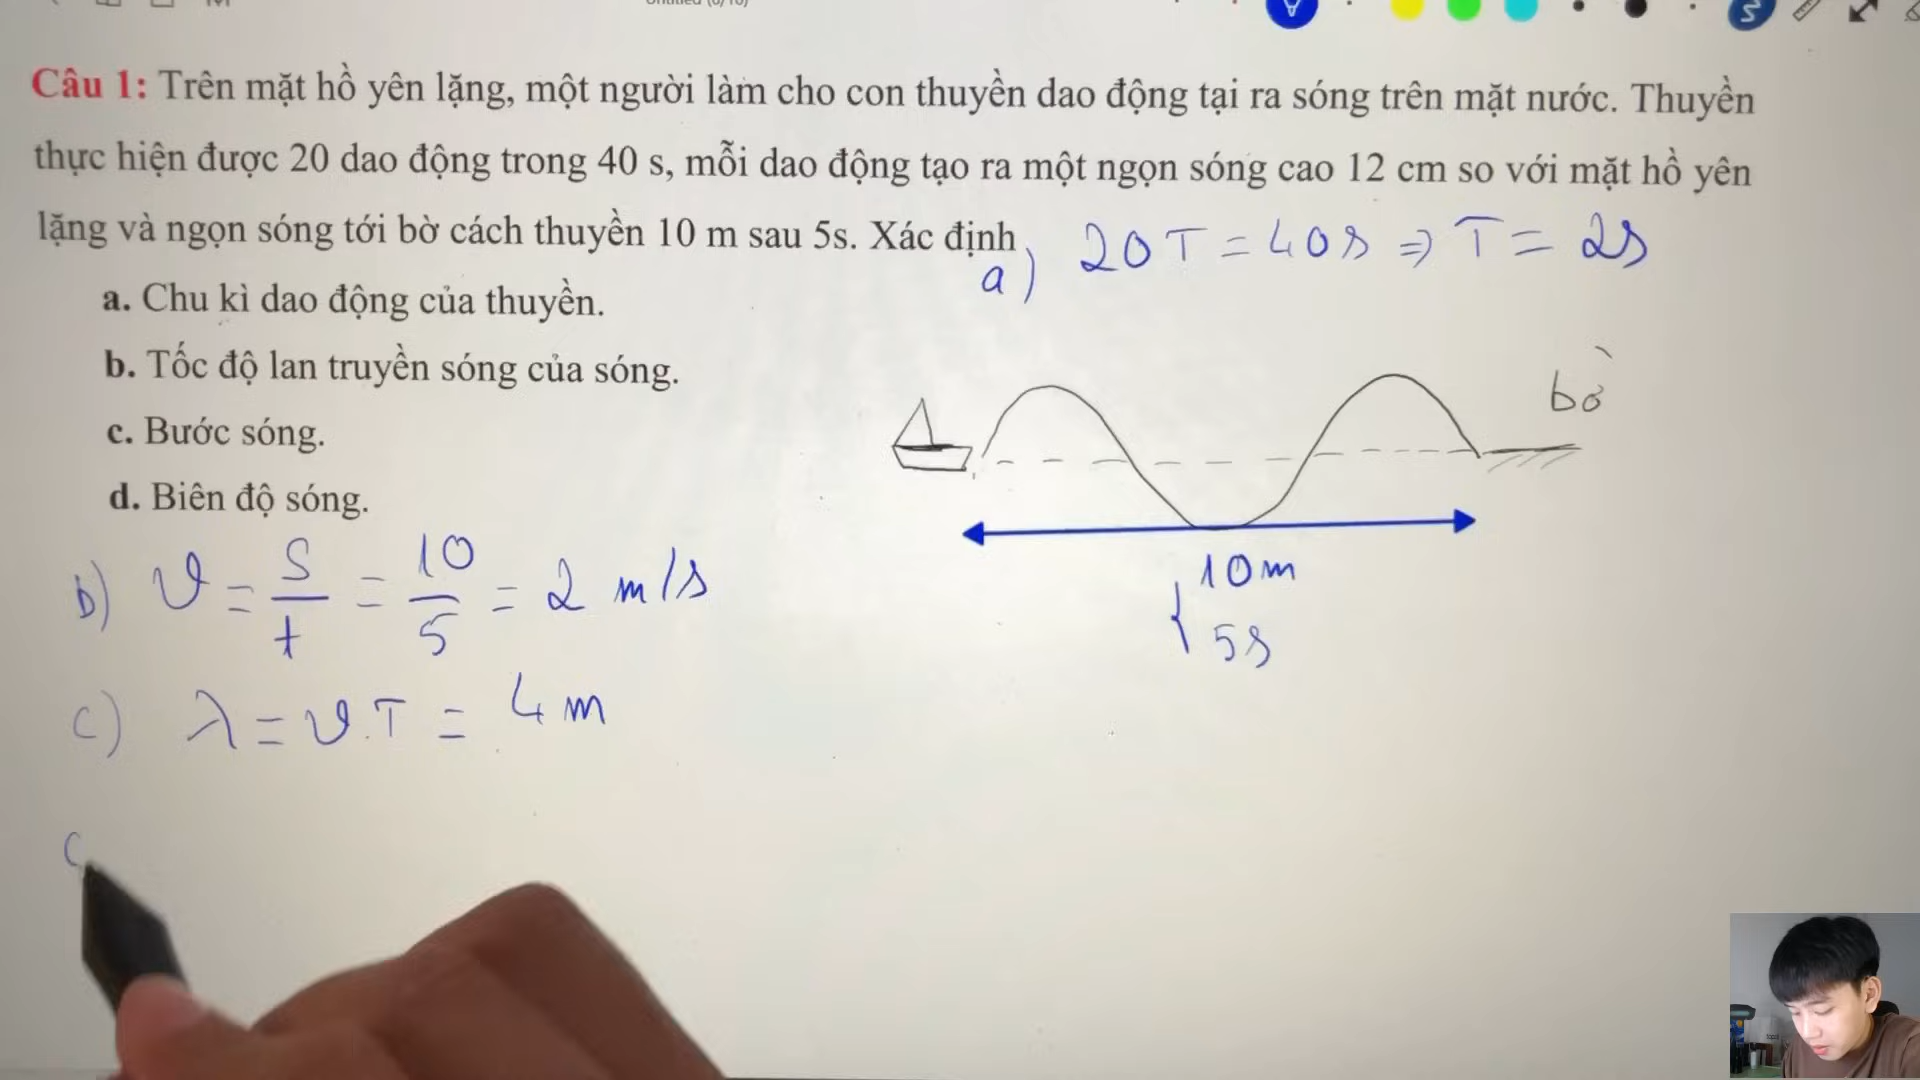 Câu 1: Trên mặt hồ yên lặng, một người làm cho con thuyền dao động tại ra sóng trên mặt nước. Thuyền
thực hiện được 20 dao động trong 40 s, mỗi dao động tạo ra một ngọn sóng cao 12 cm so với mặt hồ yên
lặng và ngọn sóng tới bờ cách thuyền 10 m sau 5s. Xác định
a) 20T = 40s => T = 2s
a. Chu kì dao động của thuyền.
b. Tốc độ lan truyền sóng của sóng.
c. Bước sóng.
d. Biên độ sóng.
bờ
10m
5s
b) v = S/t = 10/5 = 2 m/s
c) λ = v.T = 4 m